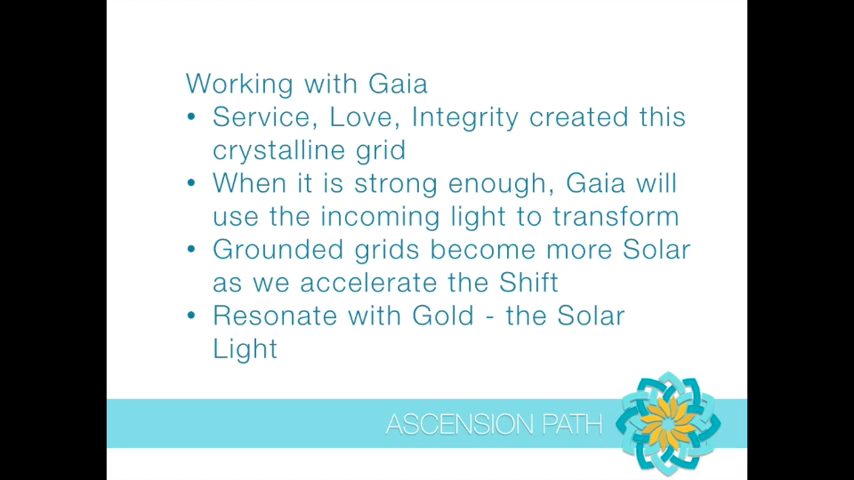 Working with Gaia
• Service, Love, Integrity created this
crystalline grid
• When it is strong enough, Gaia will
use the incoming light to transform
• Grounded grids become more Solar
as we accelerate the Shift
• Resonate with Gold - the Solar
Light
ASCENSION PATH